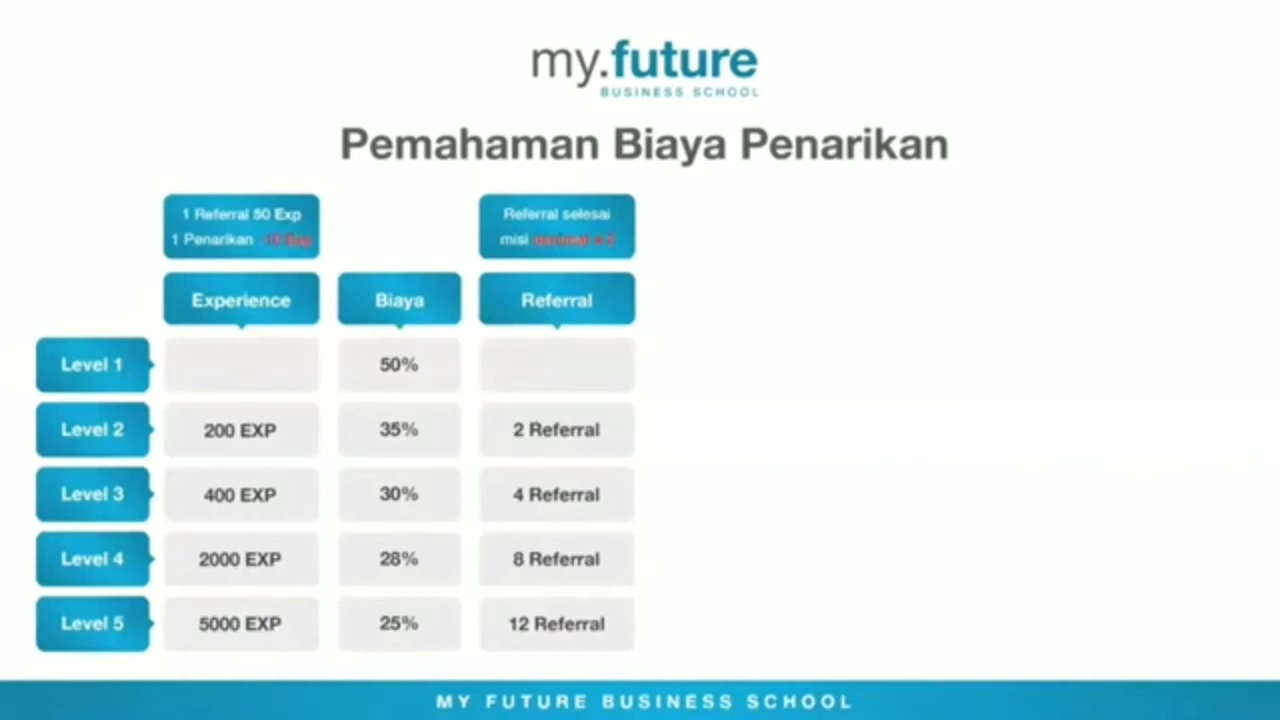 my.future
BUSINESS SCHOOL
Pemahaman Biaya Penarikan
1 Referral 50 Exp
1 Penarikan
Referral selesai
misi
Experience
Biaya
Referral
Level 1
50%
Level 2
200 EXP
35%
2 Referral
Level 3
400 EXP
30%
4 Referral
Level 4
2000 EXP
28%
8 Referral
Level 5
5000 EXP
25%
12 Referral
MY FUTURE BUSINESS SCHOOL